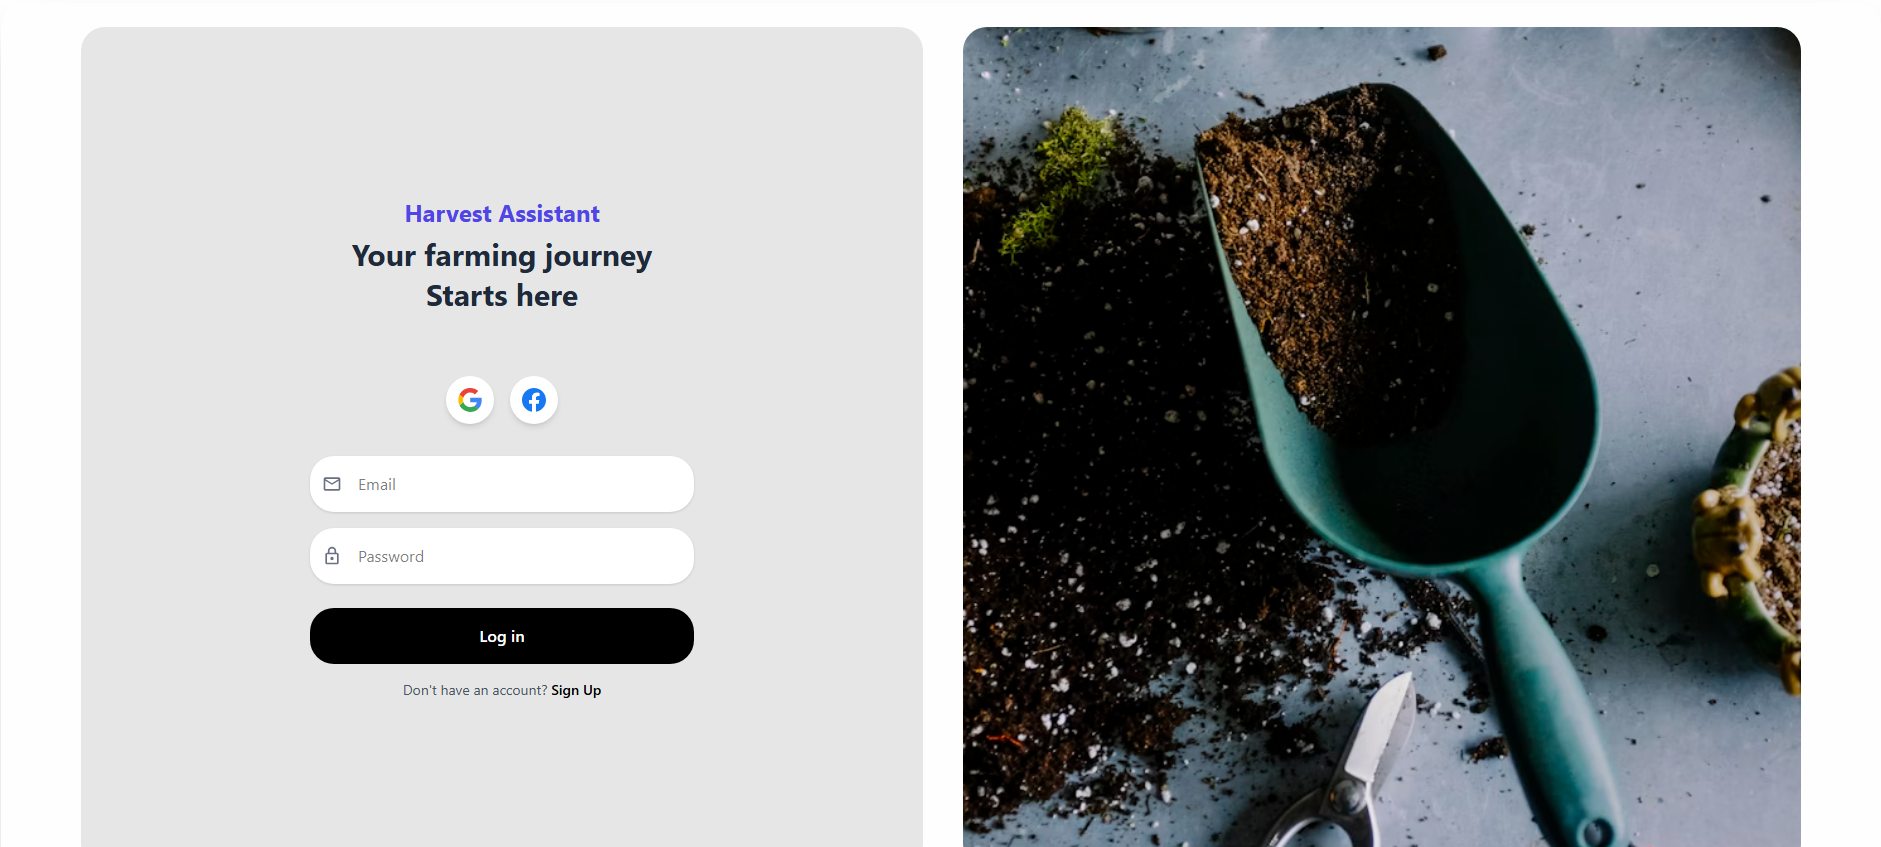 Harvest Assistant
Your farming journey
Starts here
Email
Password
Log in
Don't have an account? Sign Up